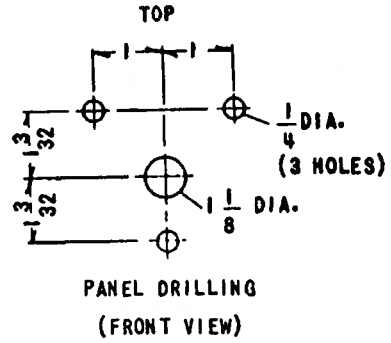 TOP
1 1
1 3/32
1/4 DIA.
(3 HOLES)
1 3/32
1 1/8 DIA.
PANEL DRILLING
(FRONT VIEW)